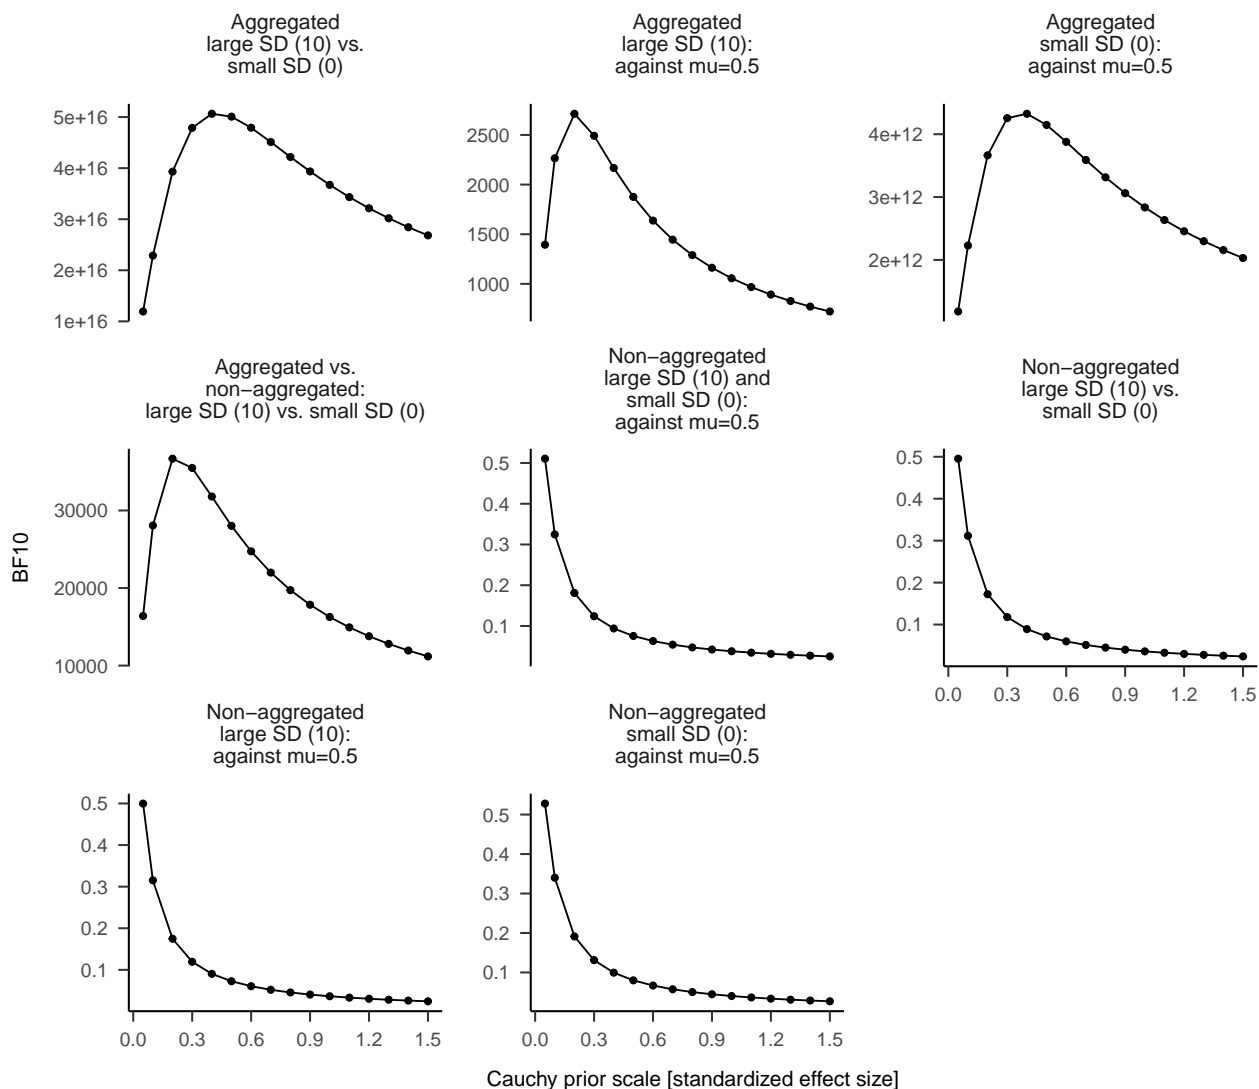 Aggregated
large SD (10) vs.
small SD (0)
Aggregated
large SD (10):
against mu=0.5
Aggregated
small SD (0):
against mu=0.5
5e+16
4e+16
3e+16
2e+16
1e+16
2500
2000
1500
1000
4e+12
3e+12
2e+12
Aggregated vs.
non−aggregated:
large SD (10) vs. small SD (0)
Non−aggregated
large SD (10) and
small SD (0):
against mu=0.5
Non−aggregated
large SD (10) vs.
small SD (0)
30000
20000
10000
0.5
0.4
0.3
0.2
0.1
0.5
0.4
0.3
0.2
0.1
0.0 0.3 0.6 0.9 1.2 1.5
BF10
Non−aggregated
large SD (10):
against mu=0.5
Non−aggregated
small SD (0):
against mu=0.5
0.5
0.4
0.3
0.2
0.1
0.5
0.4
0.3
0.2
0.1
0.0 0.3 0.6 0.9 1.2 1.5
0.0 0.3 0.6 0.9 1.2 1.5
Cauchy prior scale [standardized effect size]